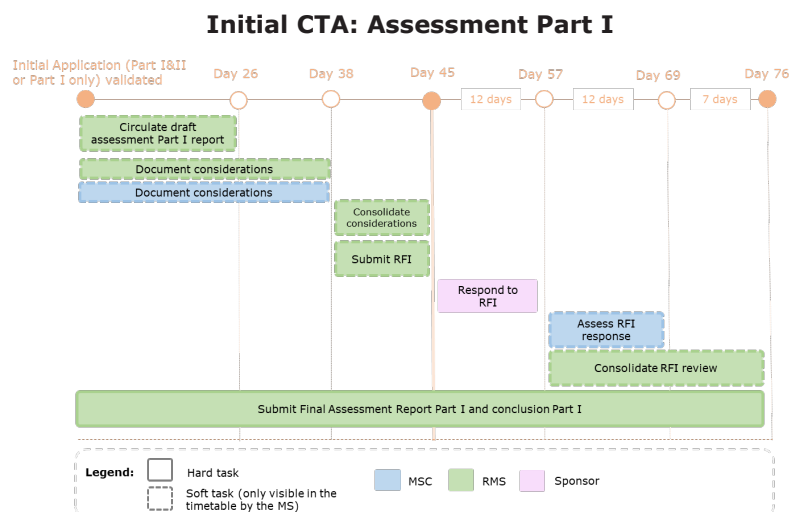 Initial CTA: Assessment Part I
Initial Application (Part I&II
or Part I only) validated
Day 26
Day 38
Day 45
Day 57
Day 69
Day 76
12 days
12 days
7 days
Circulate draft
assessment Part I report
Document considerations
Document considerations
Consolidate
considerations
Submit RFI
Respond to
RFI
Assess RFI
response
Consolidate RFI review
Submit Final Assessment Report Part I and conclusion Part I
Legend:
Hard task
Soft task (only visible in the
timetable by the MS)
MSC
RMS
Sponsor